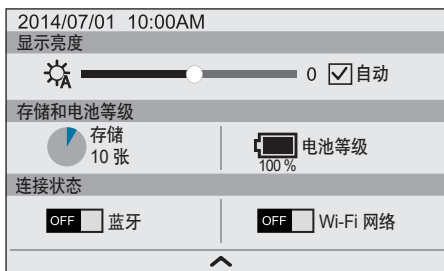 2014/07/01 10:00AM
显示亮度
A 0 自动
存储和电池等级
存储
10 张
电池等级
100 %
连接状态
OFF 蓝牙
OFF Wi-Fi 网络